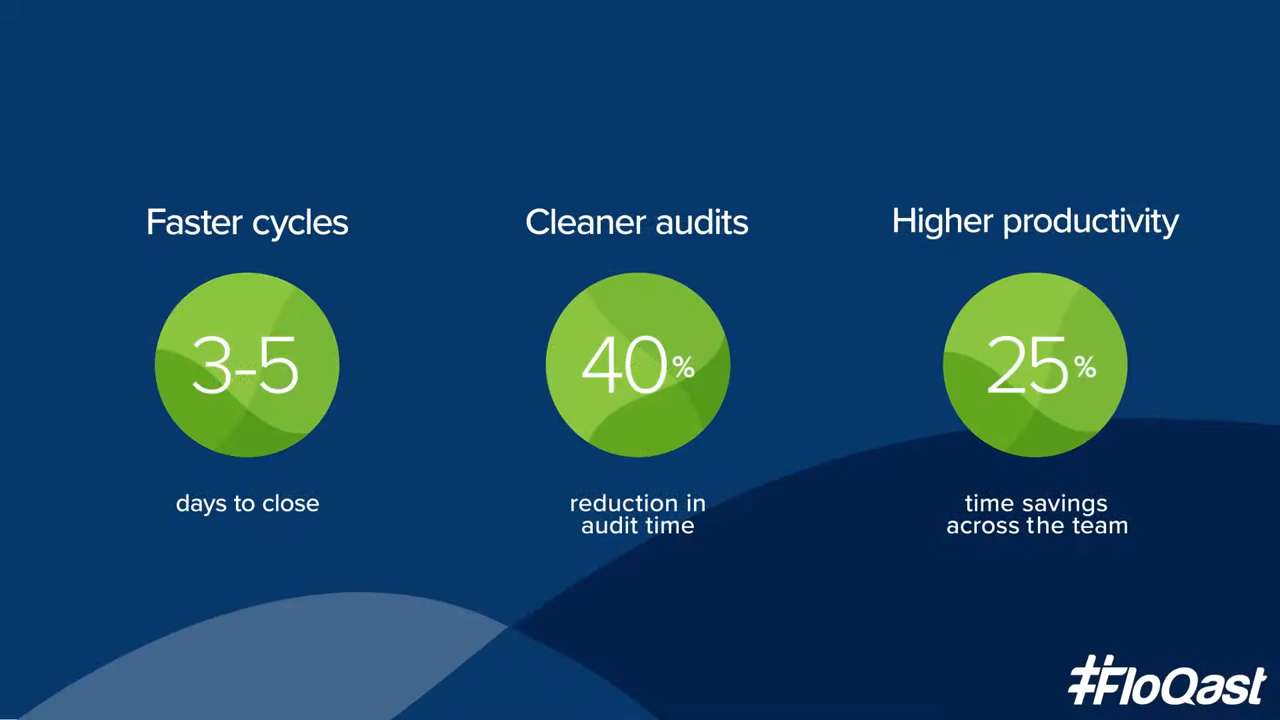 Faster cycles
3-5
days to close
Cleaner audits
40%
reduction in
audit time
Higher productivity
25%
time savings
across the team
#FloQast